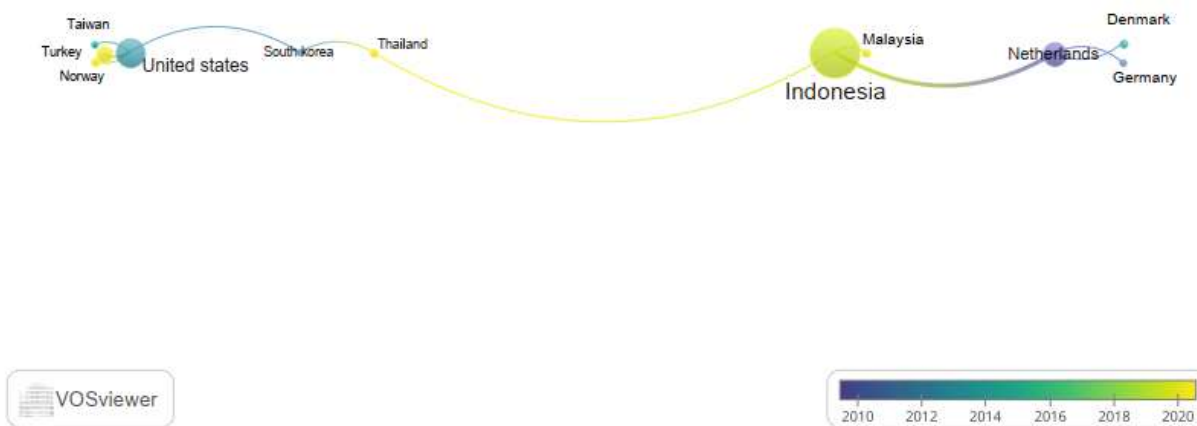 Taiwan
Turkey
Norway
United states
South korea
Thailand
Indonesia
Malaysia
Netherlands
Denmark
Germany
VOSviewer
2010 2012 2014 2016 2018 2020